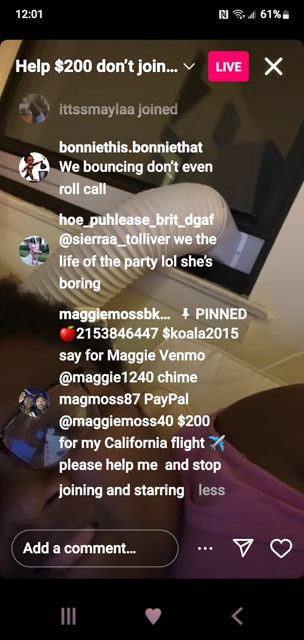 12:01
61%
Help $200 don't join...
LIVE
ittssmaylaa joined
bonniethis.bonniethat
We bouncing don't even
roll call
hoe_puhlease_brit_dgaf
@sierraa_tolliver we the
life of the party lol she's
boring
maggiemossbk... PINNED
🍎2153846447 $koala2015
say for Maggie Venmo
@maggie1240 chime
magmoss87 PayPal
@maggiemoss40 $200
for my California flight ✈️
please help me and stop
joining and starring less
Add a comment...